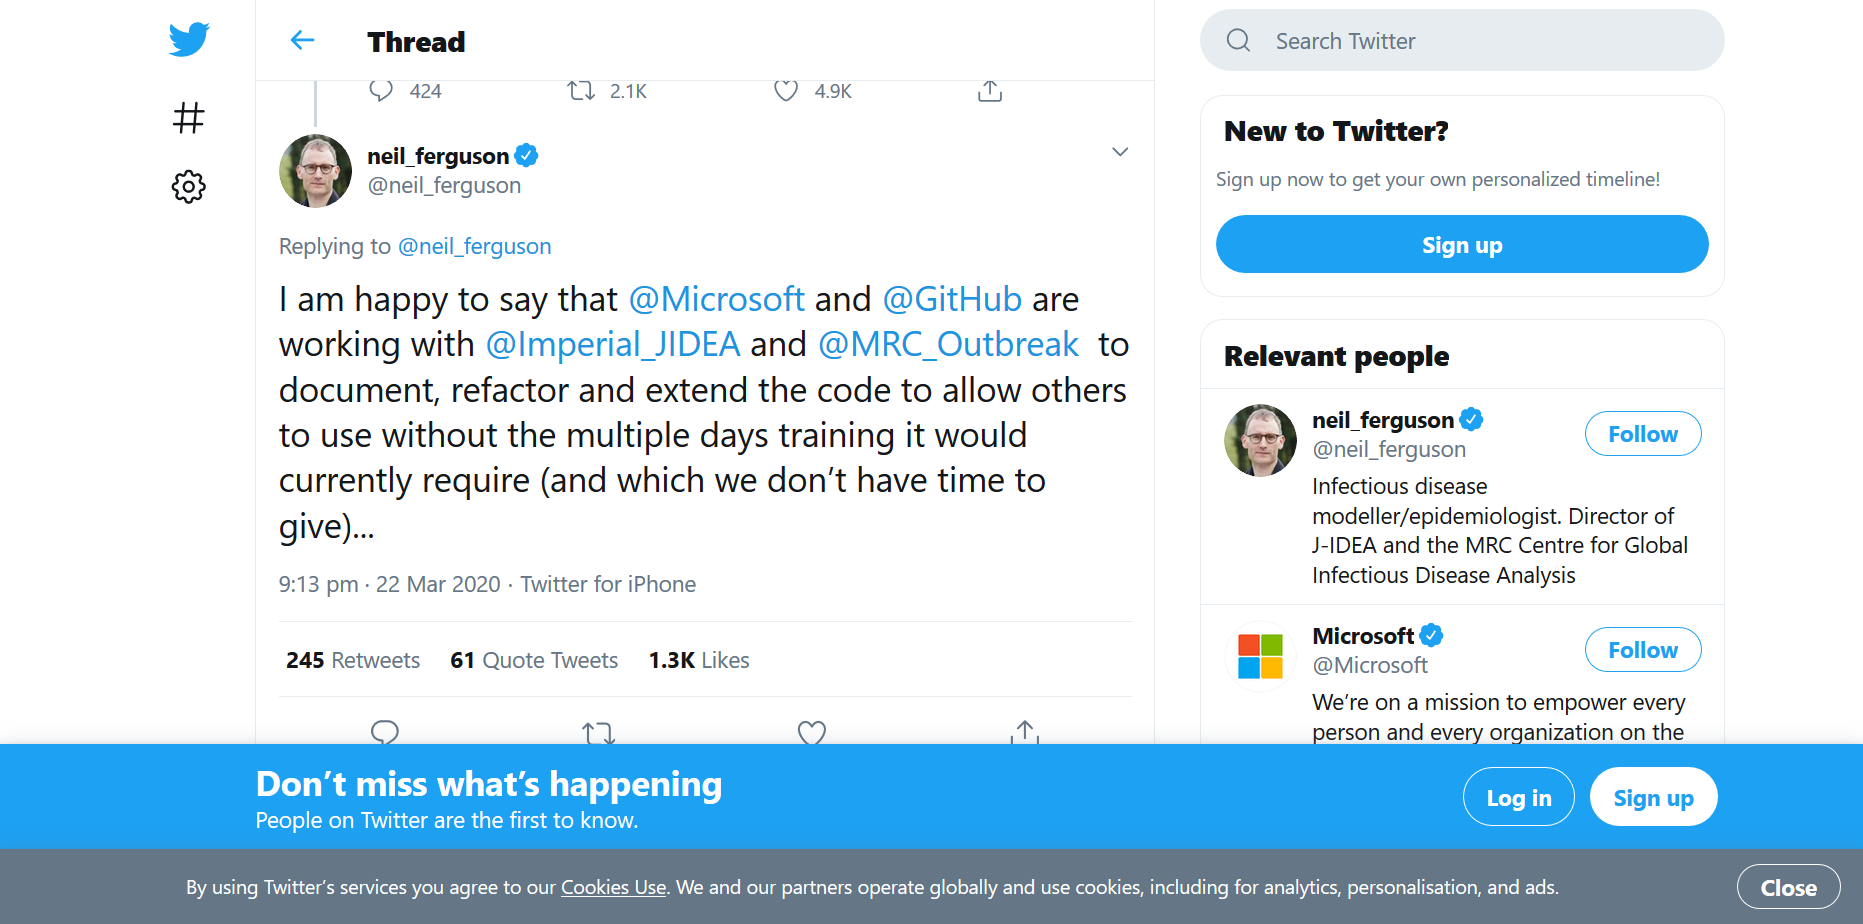 Thread
424 2.1K 4.9K
neil_ferguson
@neil_ferguson
Replying to @neil_ferguson
I am happy to say that @Microsoft and @GitHub are
working with @Imperial_JIDEA and @MRC_Outbreak to
document, refactor and extend the code to allow others
to use without the multiple days training it would
currently require (and which we don’t have time to
give)...
9:13 pm · 22 Mar 2020 · Twitter for iPhone
245 Retweets 61 Quote Tweets 1.3K Likes
Search Twitter
New to Twitter?
Sign up now to get your own personalized timeline!
Sign up
Relevant people
neil_ferguson
@neil_ferguson
Follow
Infectious disease
modeller/epidemiologist. Director of
J-IDEA and the MRC Centre for Global
Infectious Disease Analysis
Microsoft
@Microsoft
Follow
We’re on a mission to empower every
person and every organization on the
Don’t miss what’s happening
People on Twitter are the first to know.
Log in
Sign up
By using Twitter’s services you agree to our Cookies Use. We and our partners operate globally and use cookies, including for analytics, personalisation, and ads.
Close